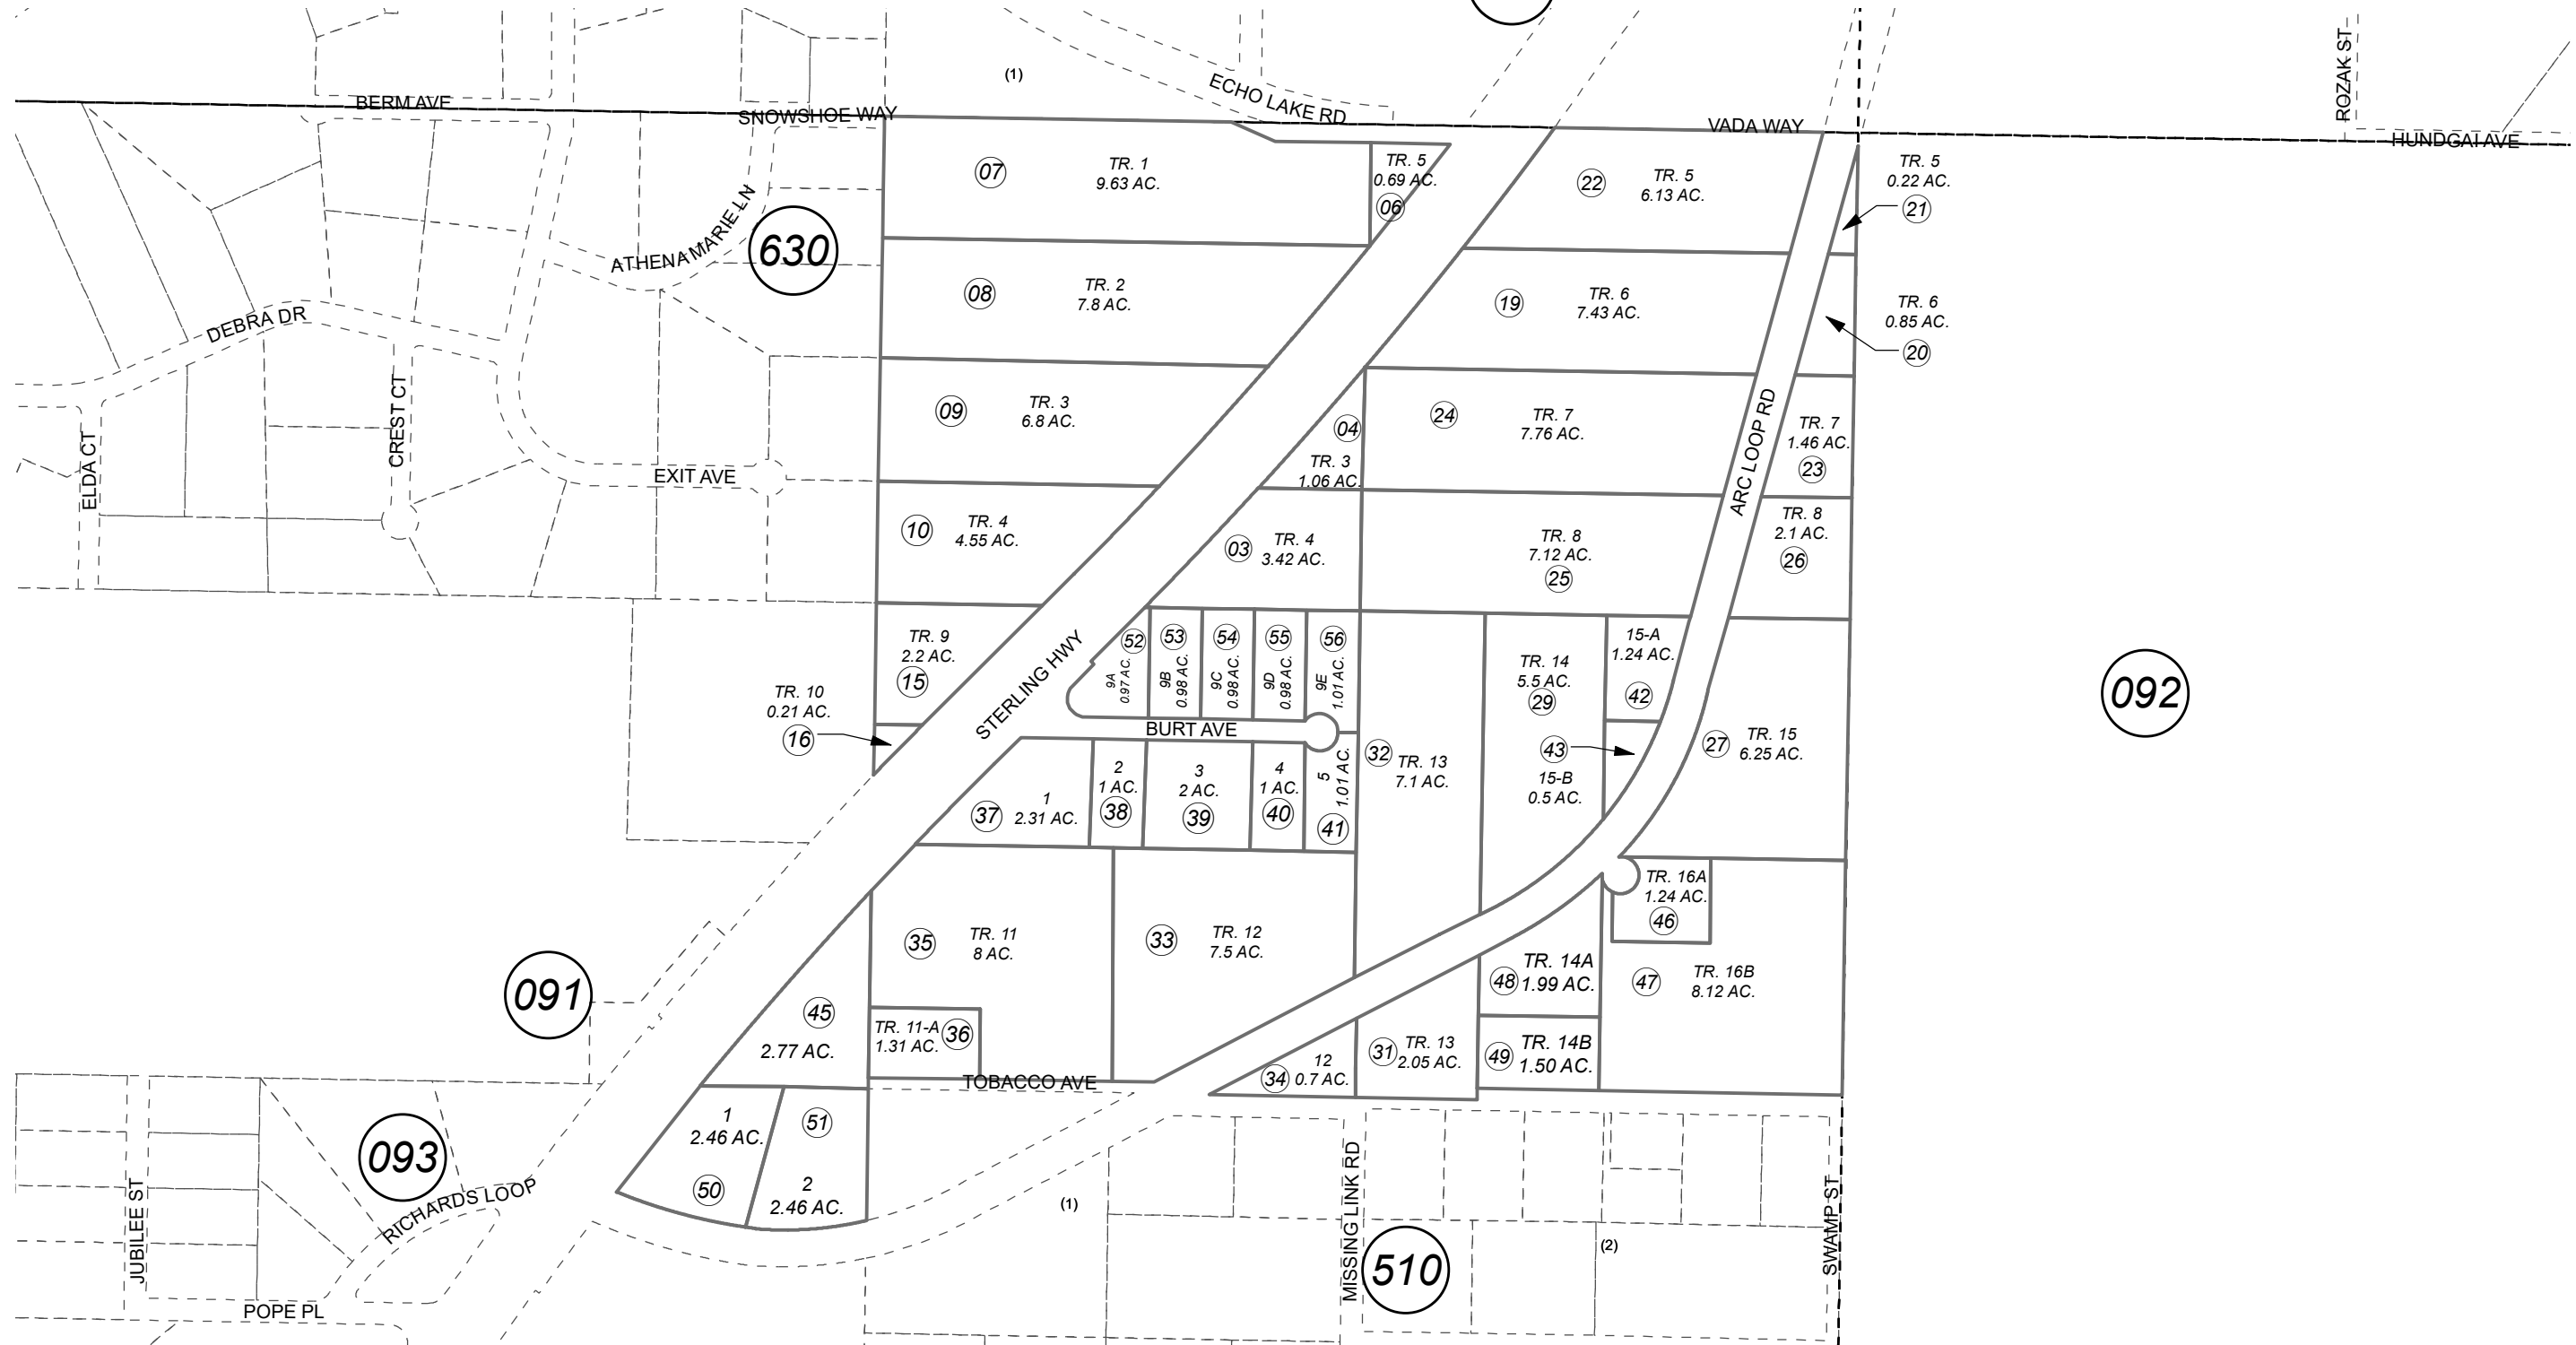 (1)
ECHO LAKE RD
ROZAK ST
BERM AVE
SNOWSHOE WAY
VADA WAY
HUNDGAI AVE
07
TR. 1
9.63 AC.
TR. 5
0.69 AC.
06
22
TR. 5
6.13 AC.
TR. 5
0.22 AC.
21
ATHENA MARIE LN
630
08
TR. 2
7.8 AC.
19
TR. 6
7.43 AC.
TR. 6
0.85 AC.
20
DEBRA DR
ELDA CT
CREST CT
EXIT AVE
09
TR. 3
6.8 AC.
04
TR. 3
1.06 AC.
24
TR. 7
7.76 AC.
ARC LOOP RD
TR. 7
1.46 AC.
23
10
TR. 4
4.55 AC.
03
TR. 4
3.42 AC.
TR. 8
7.12 AC.
25
TR. 8
2.1 AC.
26
TR. 9
2.2 AC.
15
STERLING HWY
52
9A
0.97 AC.
53
9B
0.98 AC.
54
9C
0.98 AC.
55
9D
0.98 AC.
56
9E
1.01 AC.
TR. 14
5.5 AC.
29
15-A
1.24 AC.
42
092
TR. 10
0.21 AC.
16
BURT AVE
32
TR. 13
7.1 AC.
43
15-B
0.5 AC.
27
TR. 15
6.25 AC.
37
1
2.31 AC.
2
1 AC.
38
3
2 AC.
39
4
1 AC.
40
5
1.01 AC.
41
35
TR. 11
8 AC.
33
TR. 12
7.5 AC.
TR. 16A
1.24 AC.
46
091
45
2.77 AC.
TR. 11-A
1.31 AC.
36
48
TR. 14A
1.99 AC.
47
TR. 16B
8.12 AC.
TOBACCO AVE
34
12
0.7 AC.
31
TR. 13
2.05 AC.
49
TR. 14B
1.50 AC.
093
1
2.46 AC.
50
51
2
2.46 AC.
JUBILEE ST
RICHARDS LOOP
POPE PL
(1)
MISSING LINK RD
510
(2)
SWAMP ST